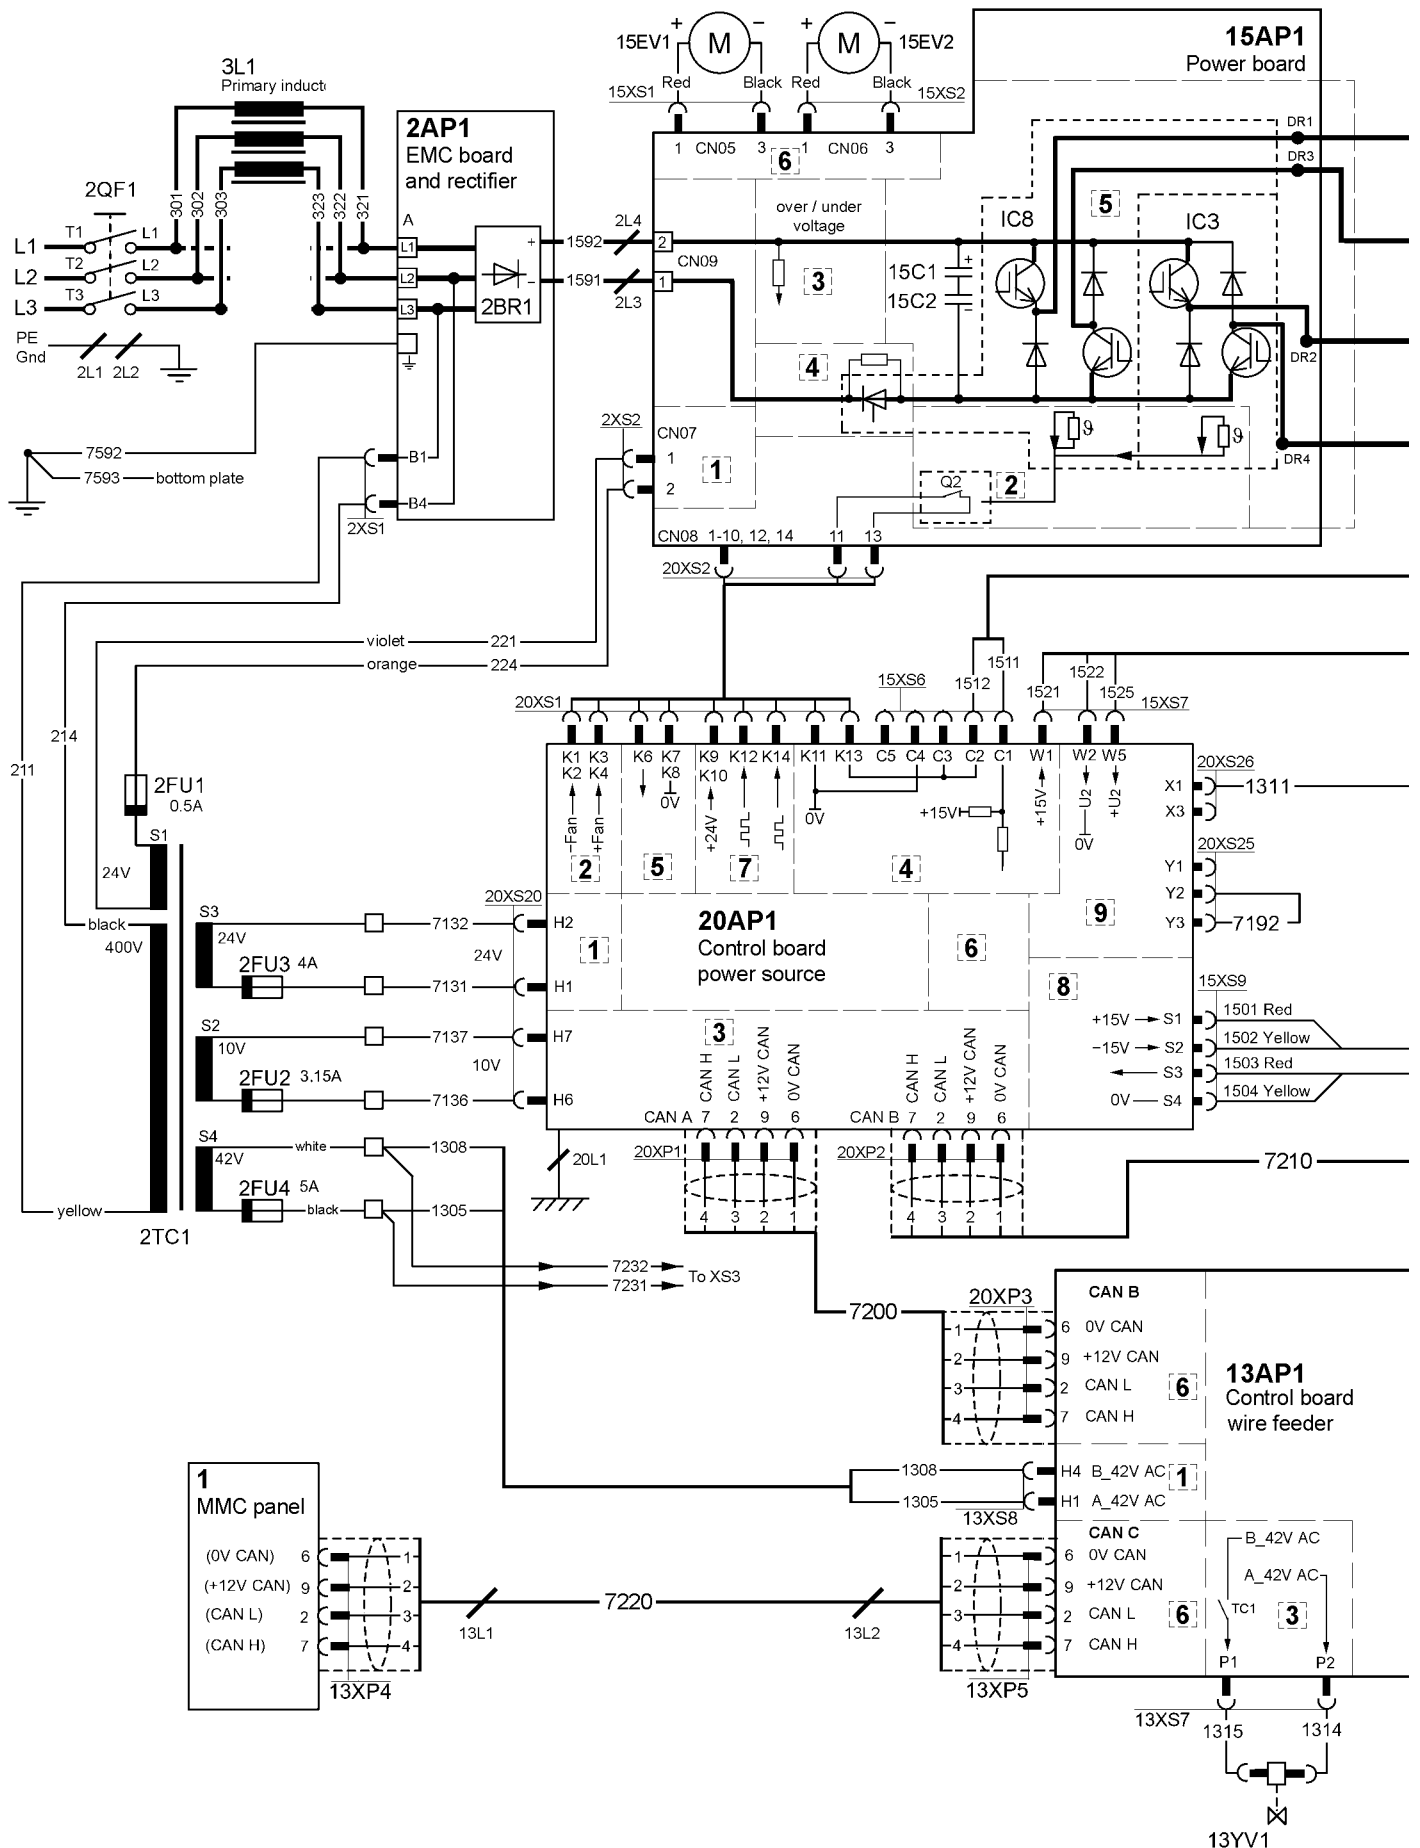 15AP1
Power board
15EV1
+
M
−
+
M
−
15EV2
Red
Black
Red
Black
15XS1
15XS2
3L1
Primary inducto
2AP1
EMC board
and rectifier
1
CN05
3
1
CN06
3
6
DR1
DR3
5
2QF1
301
302
303
323
322
321
A
over / under
voltage
IC8
IC3
L1
T1
L1
L1
L2
T2
L2
L2
L3
T3
L3
L3
+
−
2BR1
1592
2L4
2
CN09
1591
2L3
1
3
15C1
+
15C2
−
PE
Gnd
2L1
2L2
DR2
4
2XS2
CN07
1
2
1
ϑ
ϑ
DR4
7592
7593
bottom plate
B1
B4
2XS1
Q2
2
CN08
1-10, 12, 14
11
13
20XS2
violet
221
orange
224
1511
1512
1522
1521
1525
15XS6
20XS1
15XS7
214
211
K1
K2
K3
K4
K6
K7
K8
K9
K10
K12
K14
K11
K13
C5
C4
C3
C2
C1
W1
W2
W5
20XS26
X1
1311
X3
0V
−Fan
+Fan
+24V
0V
+15V
+15V
−U2
+U2
0V
2FU1
0.5A
S1
24V
2
5
7
4
9
20XS25
Y1
Y2
Y3
7192
20XS20
black
400V
S3
24V
7132
H2
24V
2FU3
4A
7131
H1
1
20AP1
Control board
power source
6
8
15XS9
S2
10V
7137
H7
10V
2FU2
3.15A
7136
H6
3
+15V
S1
1501 Red
−15V
S2
1502 Yellow
S3
1503 Red
0V
S4
1504 Yellow
CAN H
CAN L
+12V CAN
0V CAN
CAN H
CAN L
+12V CAN
0V CAN
CAN A
7
2
9
6
CAN B
7
2
9
6
S4
42V
white
1308
2FU4
5A
black
1305
20L1
20XP1
20XP2
7210
4
3
2
1
4
3
2
1
yellow
2TC1
7232
7231
To XS3
7200
20XP3
CAN B
1
6
0V CAN
2
9
+12V CAN
3
2
CAN L
4
7
CAN H
6
13AP1
Control board
wire feeder
1308
H4
B_42V AC
1305
H1
A_42V AC
1
13XS8
1
MMC panel
(0V CAN)
6
1
(+12V CAN)
9
2
(CAN L)
2
3
(CAN H)
7
4
13XP4
13L1
7220
13L2
CAN C
1
6
0V CAN
2
9
+12V CAN
3
2
CAN L
4
7
CAN H
6
13XP5
B_42V AC
A_42V AC
TC1
3
P1
P2
13XS7
1315
1314
13YV1